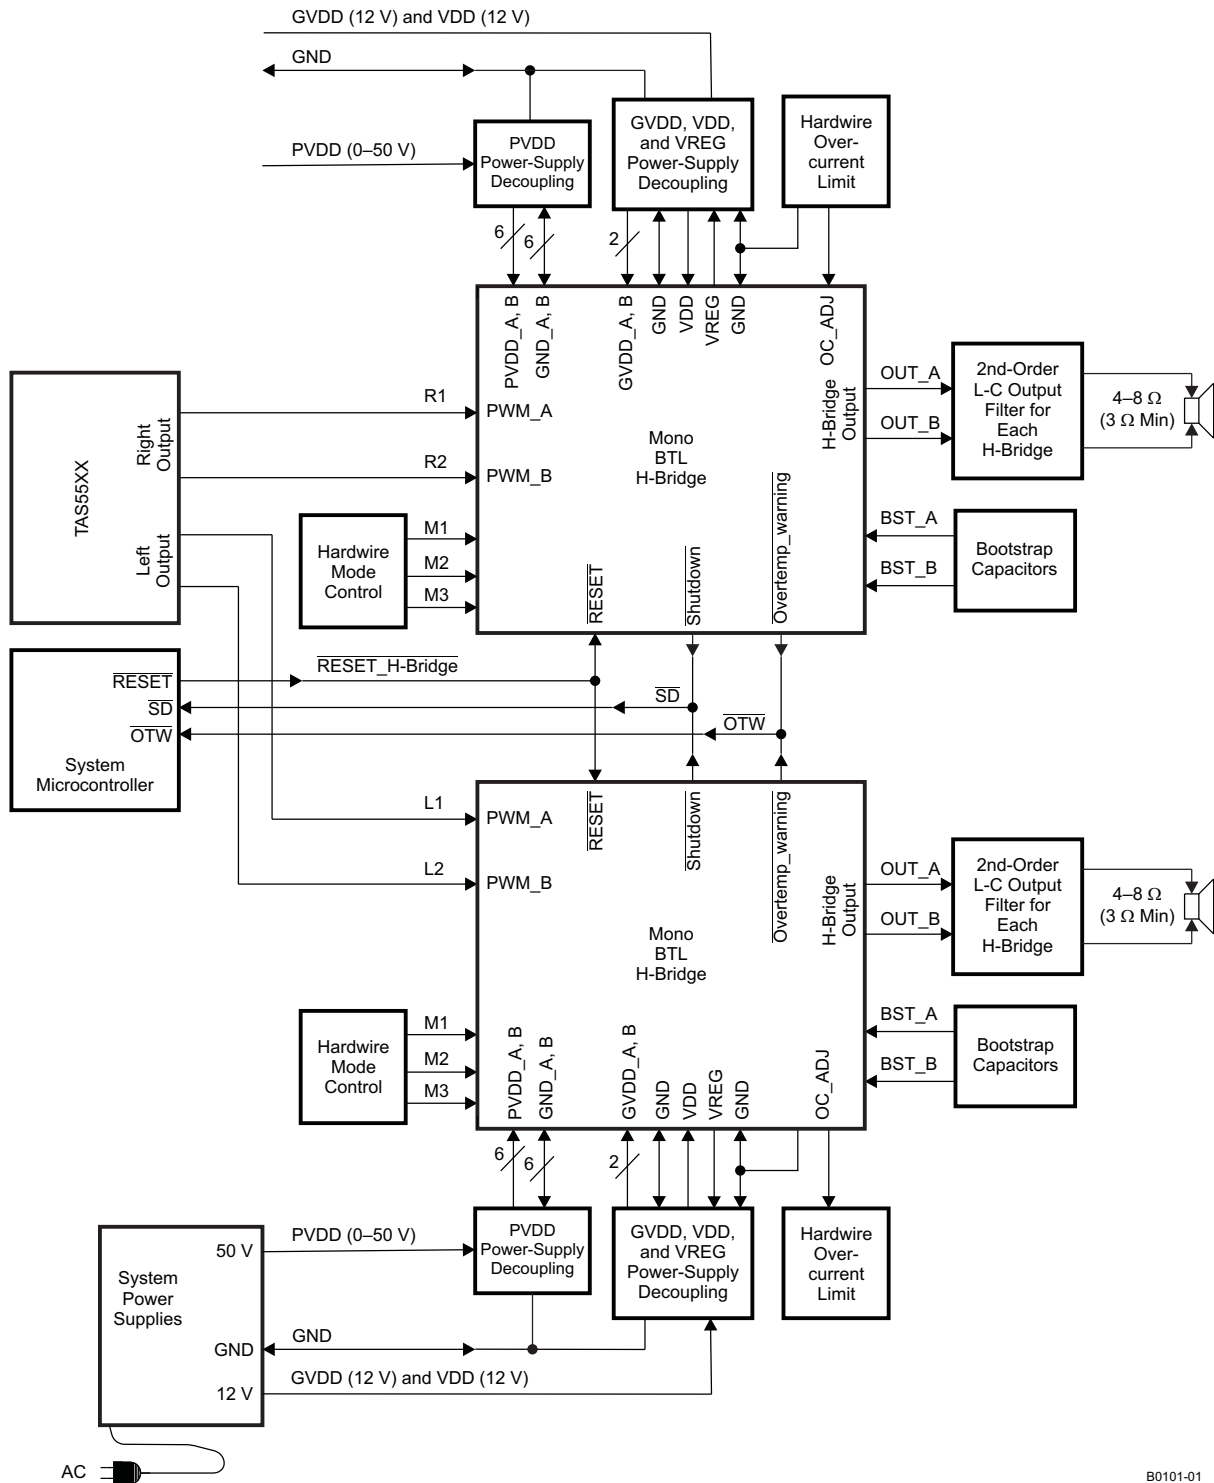 GVDD (12 V) and VDD (12 V)
GND
PVDD (0–50 V)
PVDD
Power-Supply
Decoupling
GVDD, VDD,
and VREG
Power-Supply
Decoupling
Hardwire
Over-
current
Limit
6
6
2
PVDD_A, B
GND_A, B
GVDD_A, B
GND
VDD
VREG
GND
OC_ADJ
TAS55XX
Right
Output
Left
Output
R1
R2
PWM_A
PWM_B
Mono
BTL
H-Bridge
H-Bridge
Output
OUT_A
OUT_B
2nd-Order
L-C Output
Filter for
Each
H-Bridge
4–8 Ω
(3 Ω Min)
Hardwire
Mode
Control
M1
M2
M3
RESET
Shutdown
Overtemp_warning
BST_A
BST_B
Bootstrap
Capacitors
RESET
SD
OTW
System
Microcontroller
RESET_H-Bridge
SD
OTW
L1
L2
PWM_A
PWM_B
RESET
Shutdown
Overtemp_warning
Mono
BTL
H-Bridge
H-Bridge
Output
OUT_A
OUT_B
2nd-Order
L-C Output
Filter for
Each
H-Bridge
4–8 Ω
(3 Ω Min)
Hardwire
Mode
Control
M1
M2
M3
PVDD_A, B
GND_A, B
GVDD_A, B
GND
VDD
VREG
GND
OC_ADJ
BST_A
BST_B
Bootstrap
Capacitors
6
6
2
System
Power
Supplies
50 V
GND
12 V
PVDD (0–50 V)
PVDD
Power-Supply
Decoupling
GVDD, VDD,
and VREG
Power-Supply
Decoupling
Hardwire
Over-
current
Limit
GND
GVDD (12 V) and VDD (12 V)
AC
B0101-01